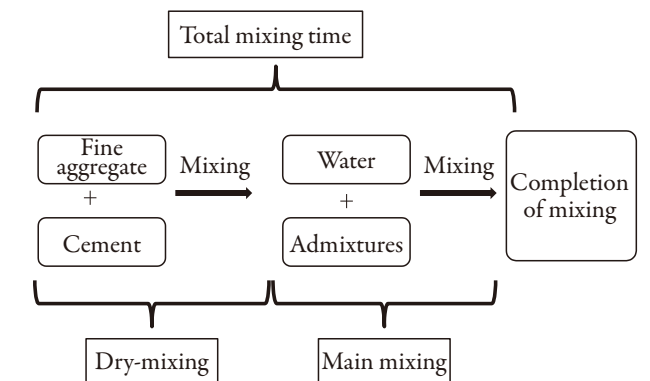 Total mixing time
Fine
aggregate
+
Cement
Mixing
Water
+
Admixtures
Mixing
Completion
of mixing
Dry-mixing
Main mixing